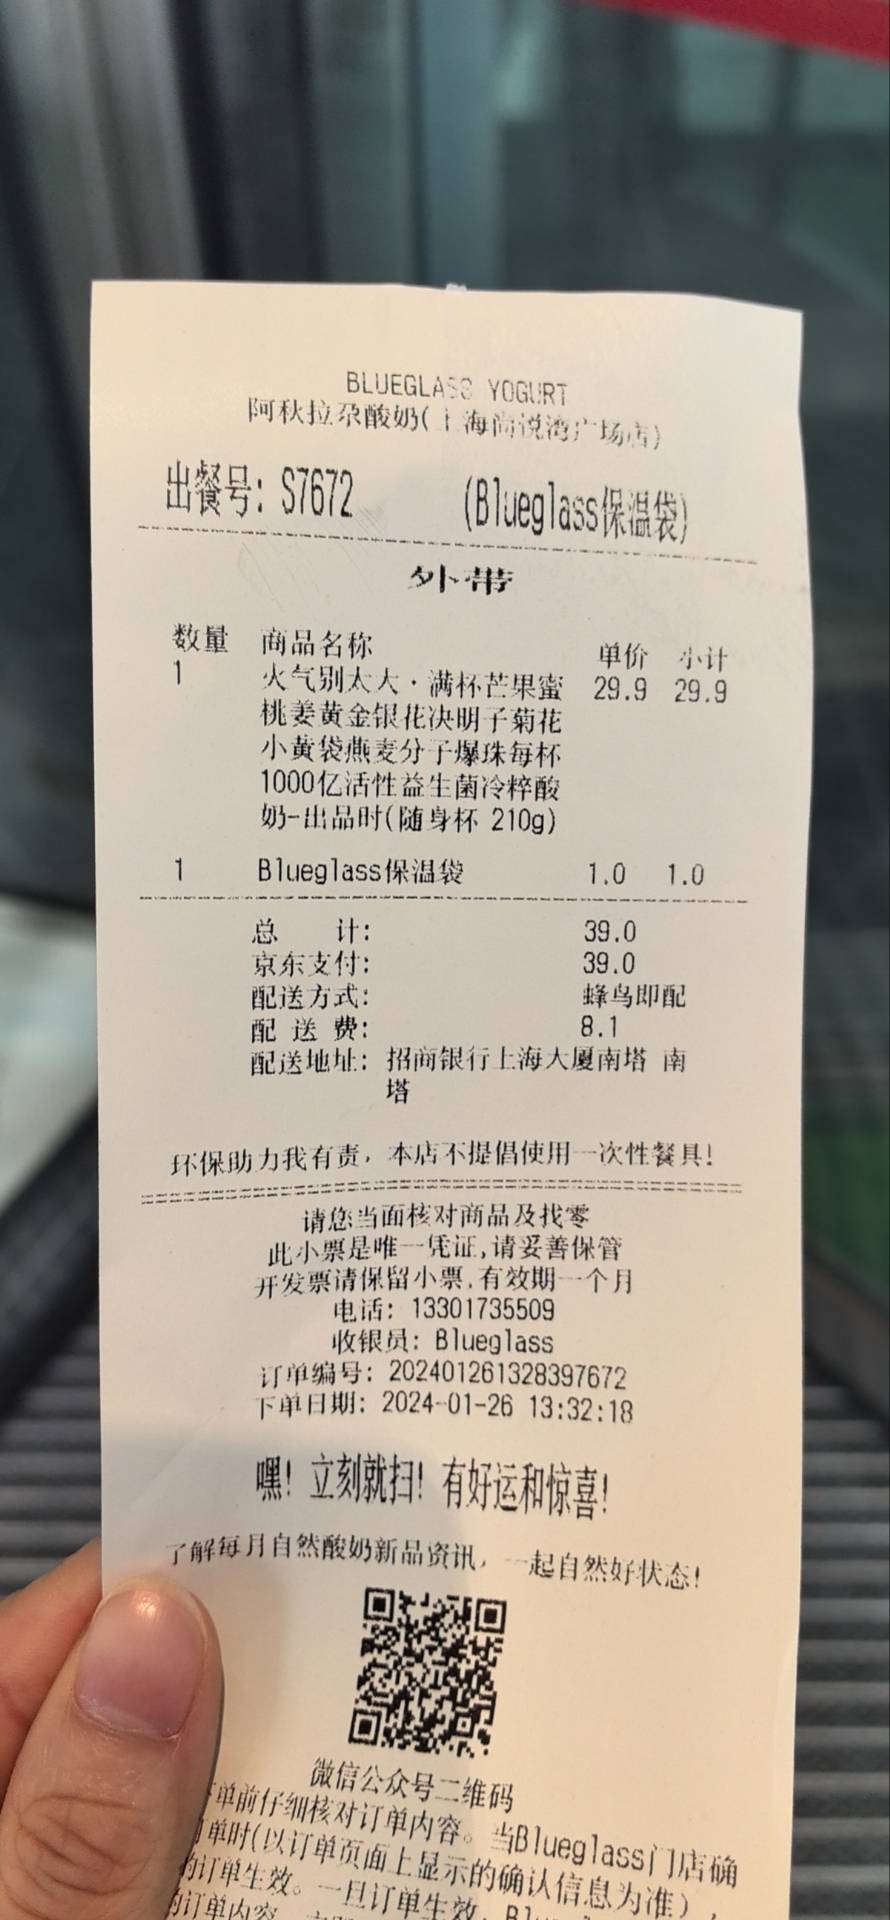 BLUEGLASS YOGURT
阿秋拉尕酸奶(上海尚悦湾广场店)
出餐号: S7672 (Blueglass保温袋)
外带
数量 商品名称 单价 小计
1 火气别太大·满杯芒果蜜 29.9 29.9
桃姜黄金银花决明子菊花
小黄袋燕麦分子爆珠每杯
1000亿活性益生菌冷粹酸
奶-出品时(随身杯 210g)
1 Blueglass保温袋 1.0 1.0
总 计: 39.0
京东支付: 39.0
配送方式: 蜂鸟即配
配 送 费: 8.1
配送地址: 招商银行上海大厦南塔 南
塔
环保助力我有责，本店不提倡使用一次性餐具!
请您当面核对商品及找零
此小票是唯一凭证,请妥善保管
开发票请保留小票,有效期一个月
电话: 13301735509
收银员: Blueglass
订单编号: 202401261328397672
下单日期: 2024-01-26 13:32:18
嘿! 立刻就扫! 有好运和惊喜!
了解每月自然酸奶新品资讯，一起自然好状态!
微信公众号二维码
单前仔细核对订单内容。当Blueglass门店确
单时(以订单页面上显示的确认信息为准)，
的订单生效。一旦订单生效，
的订单内容